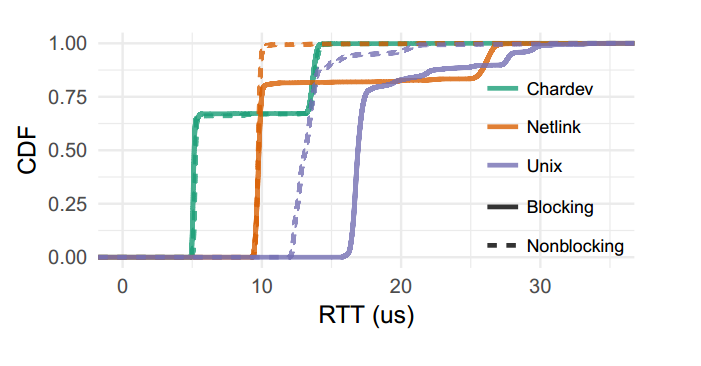 1.00
0.75
0.50
0.25
0.00
CDF
0 10 20 30
RTT (us)
Chardev
Netlink
Unix
Blocking
Nonblocking